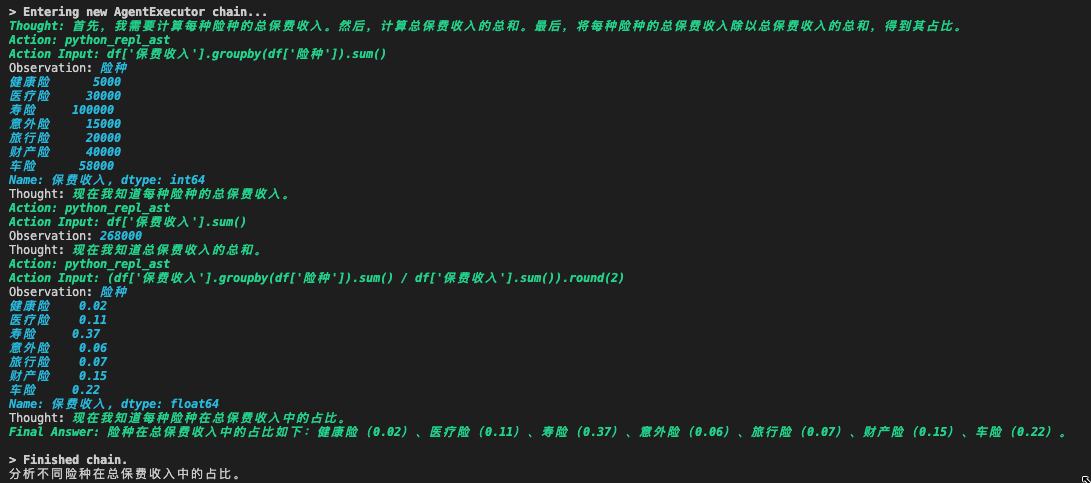 > Entering new AgentExecutor chain...
Thought: 首先，我需要计算每种险种的总保费收入。然后，计算总保费收入的总和。最后，将每种险种的总保费收入除以总保费收入的总和，得到其占比。
Action: python_repl_ast
Action Input: df['保费收入'].groupby(df['险种']).sum()
Observation: 险种
健康险      5000
医疗险     30000
寿险     100000
意外险     15000
旅行险     20000
财产险     40000
车险      58000
Name: 保费收入, dtype: int64
Thought: 现在我知道每种险种的总保费收入。
Action: python_repl_ast
Action Input: df['保费收入'].sum()
Observation: 268000
Thought: 现在我知道总保费收入的总和。
Action: python_repl_ast
Action Input: (df['保费收入'].groupby(df['险种']).sum() / df['保费收入'].sum()).round(2)
Observation: 险种
健康险    0.02
医疗险    0.11
寿险     0.37
意外险    0.06
旅行险    0.07
财产险    0.15
车险     0.22
Name: 保费收入, dtype: float64
Thought: 现在我知道每种险种在总保费收入中的占比。
Final Answer: 险种在总保费收入中的占比如下：健康险（0.02）、医疗险（0.11）、寿险（0.37）、意外险（0.06）、旅行险（0.07）、财产险（0.15）、车险（0.22）。
> Finished chain.
分析不同险种在总保费收入中的占比。